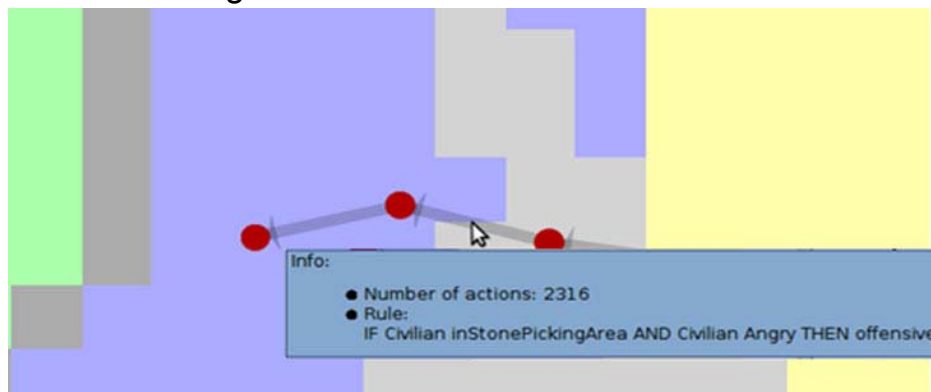 Info:
● Number of actions: 2316
● Rule:
IF Civilian inStonePickingArea AND Civilian Angry THEN offensive